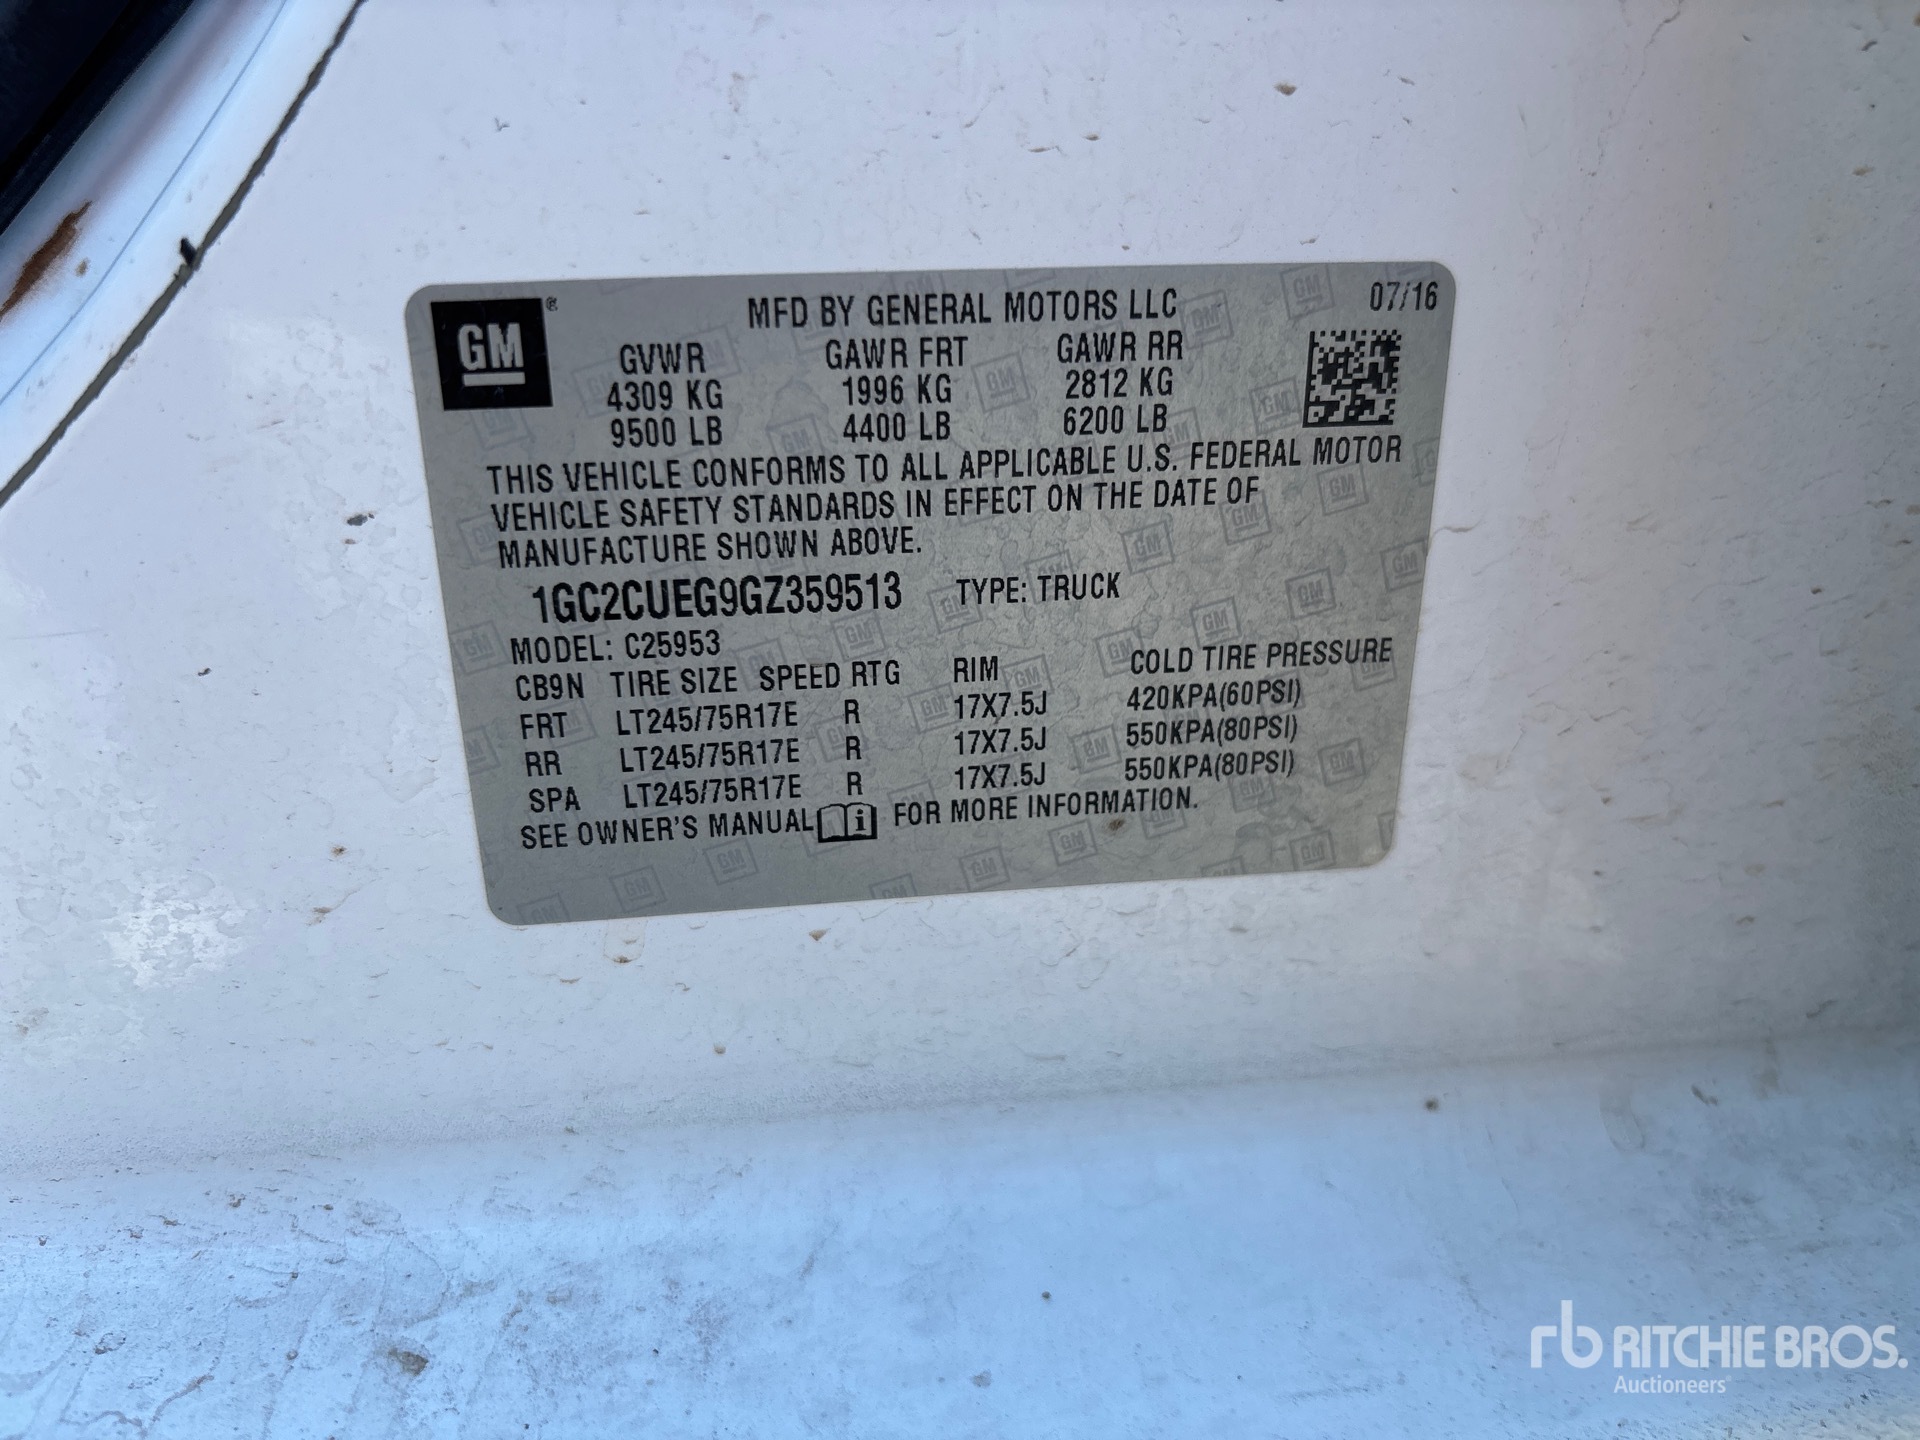 GM®
MFD BY GENERAL MOTORS LLC 07/16
GVWR GAWR FRT GAWR RR
4309 KG 1996 KG 2812 KG
9500 LB 4400 LB 6200 LB
THIS VEHICLE CONFORMS TO ALL APPLICABLE U.S. FEDERAL MOTOR
VEHICLE SAFETY STANDARDS IN EFFECT ON THE DATE OF
MANUFACTURE SHOWN ABOVE.
1GC2CUEG9GZ359513 TYPE: TRUCK
MODEL: C25953
CB9N TIRE SIZE SPEED RTG RIM COLD TIRE PRESSURE
FRT LT245/75R17E R 17X7.5J 420KPA(60PSI)
RR LT245/75R17E R 17X7.5J 550KPA(80PSI)
SPA LT245/75R17E R 17X7.5J 550KPA(80PSI)
SEE OWNER'S MANUAL i FOR MORE INFORMATION.
rb RITCHIE BROS.
Auctioneers